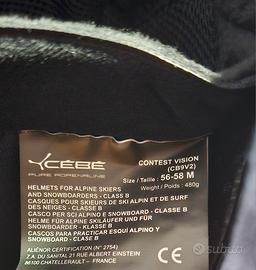 CÉBÉ
PURE ADRENALINE
CONTEST VISION
(CB9V2)
Size / Taille : 56-58 M
Weight / Poids : 480g
HELMETS FOR ALPINE SKIERS
AND SNOWBOARDERS - CLASS B
CASQUES POUR SKIEURS DE SKI ALPIN ET DE SURF
DES NEIGES - CLASSE B
CASCO PER SCI ALPINO E SNOWBOARD - CLASSE B
HELME FÜR ALPINE SKILÄUFER UND FÜR
SNOWBOARDER - KLASSE B
CASCOS PARA PRACTICAR ESQUI ALPINO Y
SNOWBOARD - CLASE B
ALIÉNOR CERTIFICATION (N° 2754)
Z.A. DU SANITAL 21 RUE ALBERT EINSTEIN
86100 CHATELLERAULT - FRANCE
CE
subito